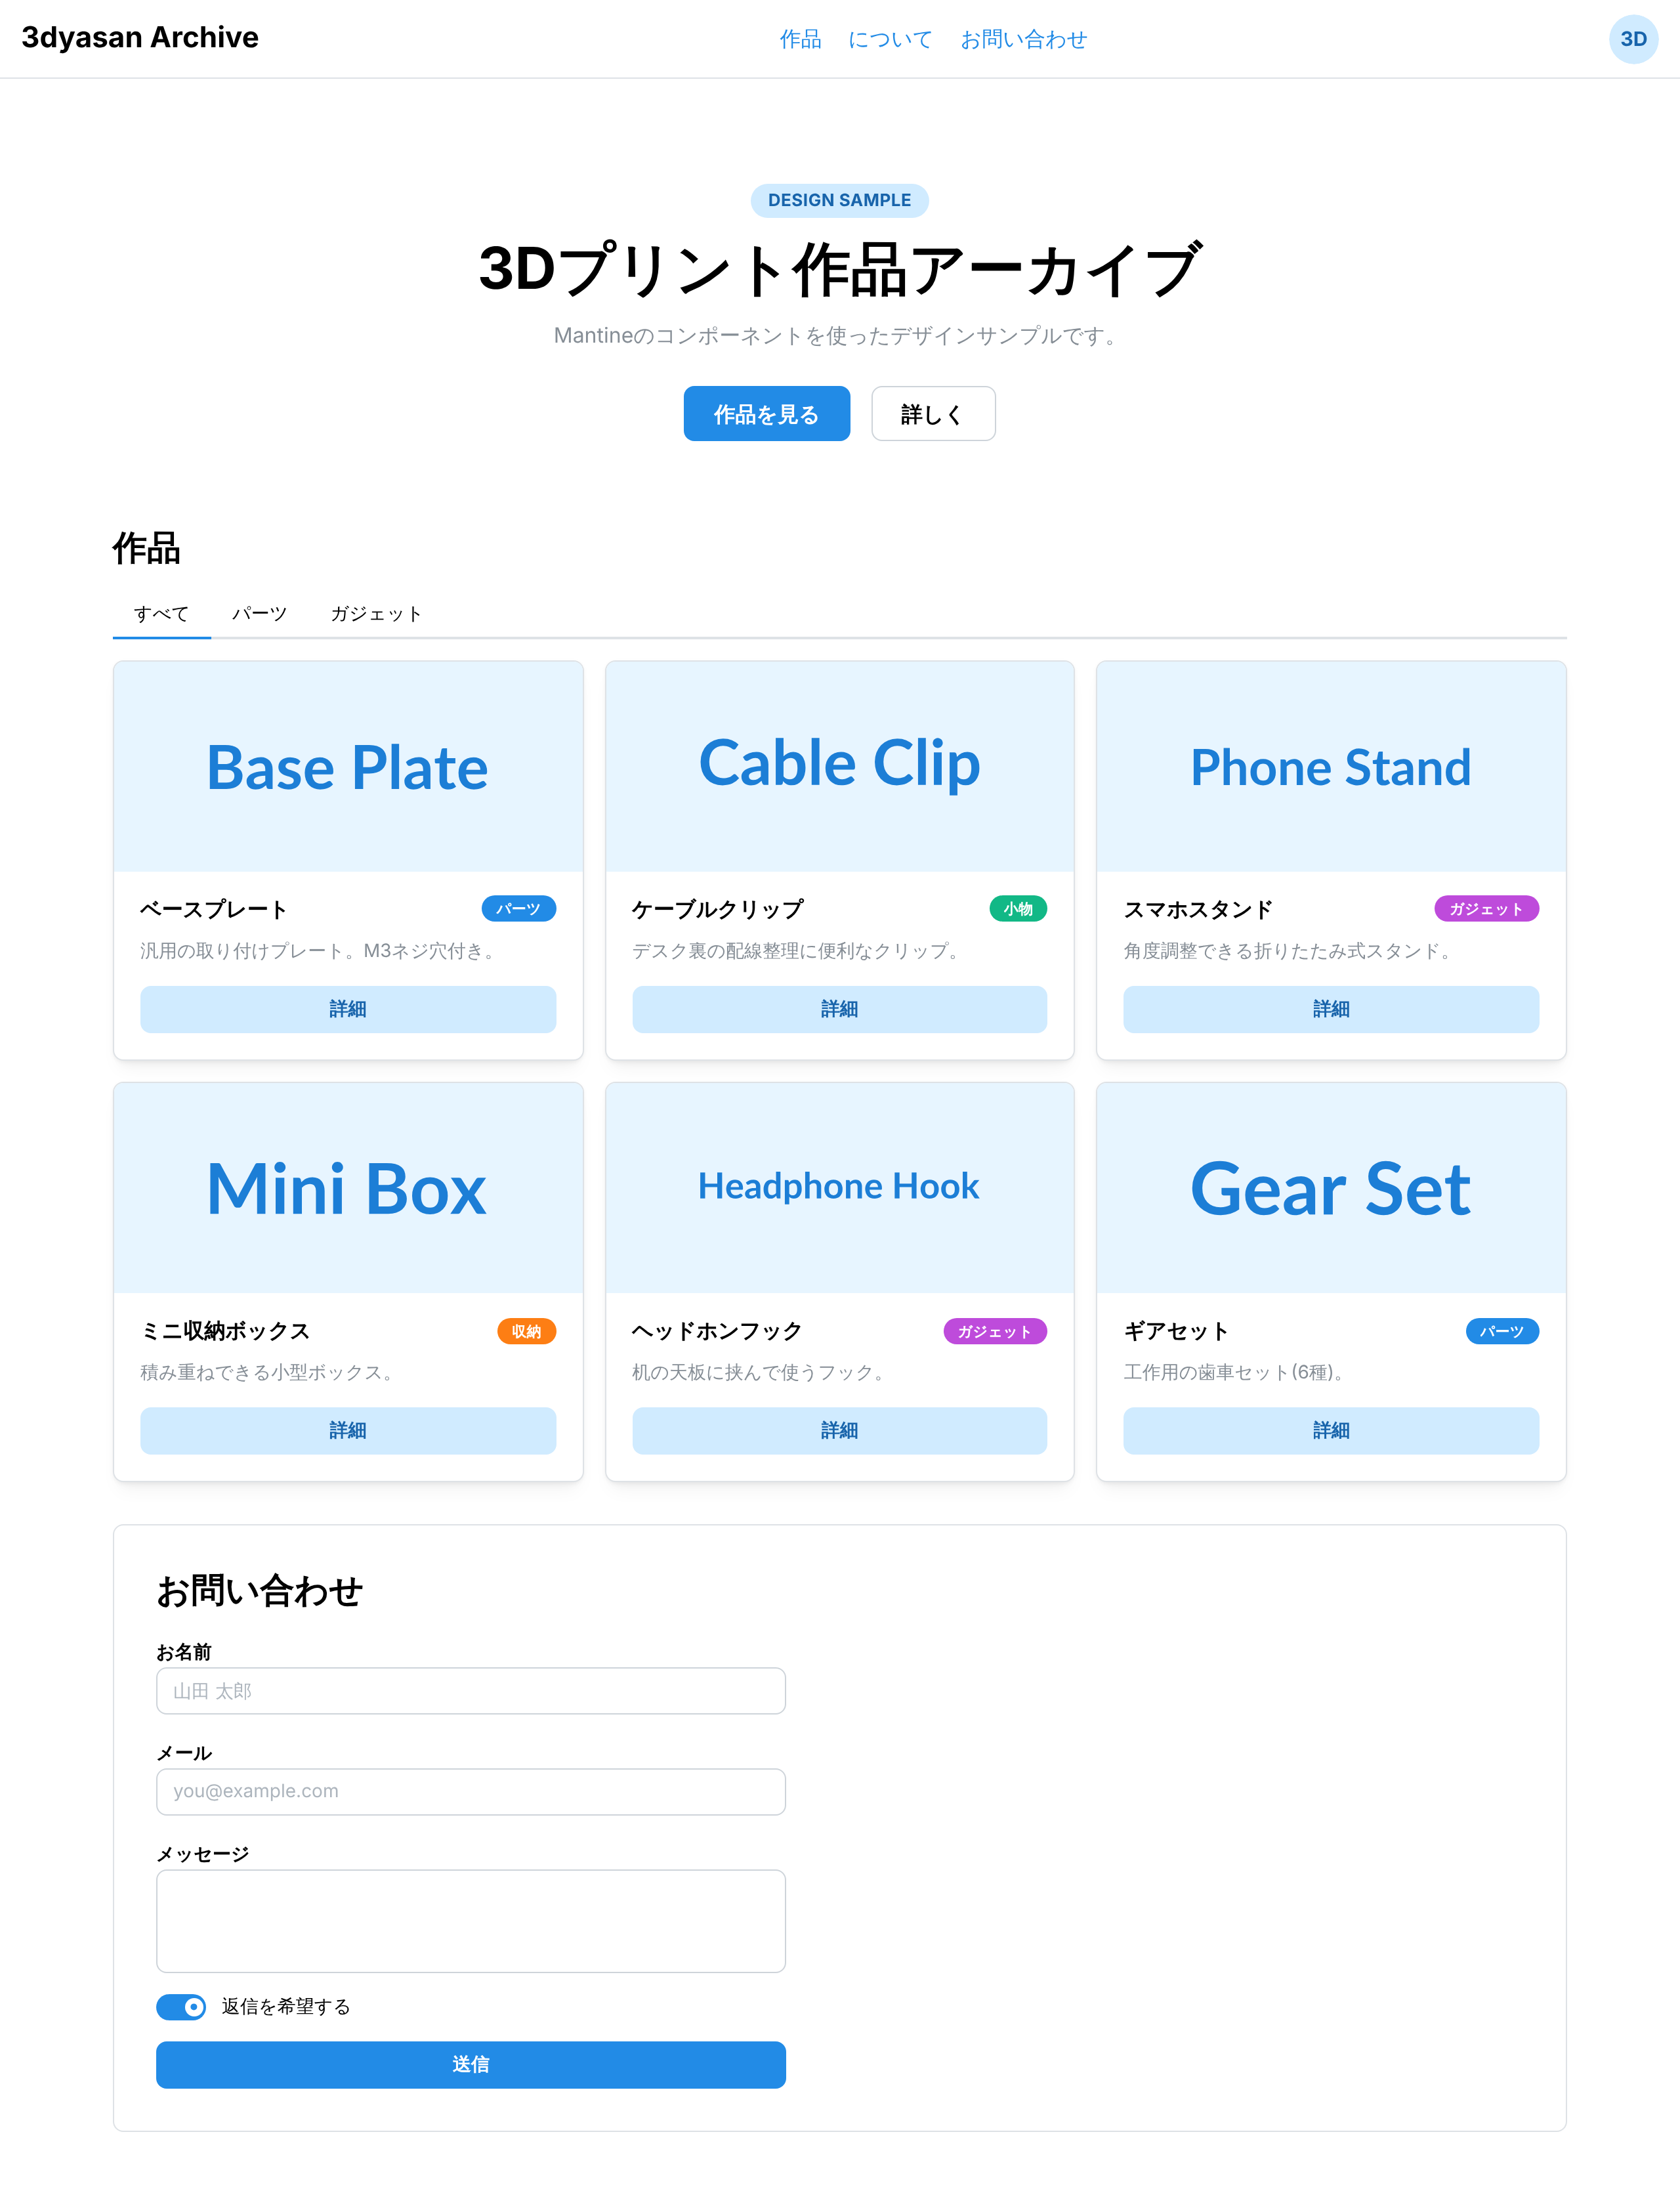 3dyasan Archive
作品 について お問い合わせ
3D
DESIGN SAMPLE
3Dプリント作品アーカイブ
Mantineのコンポーネントを使ったデザインサンプルです。
作品を見る 詳しく
作品
すべて パーツ ガジェット
Base Plate
ベースプレート パーツ
汎用の取り付けプレート。M3ネジ穴付き。
詳細
Cable Clip
ケーブルクリップ 小物
デスク裏の配線整理に便利なクリップ。
詳細
Phone Stand
スマホスタンド ガジェット
角度調整できる折りたたみ式スタンド。
詳細
Mini Box
ミニ収納ボックス 収納
積み重ねできる小型ボックス。
詳細
Headphone Hook
ヘッドホンフック ガジェット
机の天板に挟んで使うフック。
詳細
Gear Set
ギアセット パーツ
工作用の歯車セット(6種)。
詳細
お問い合わせ
お名前
山田 太郎
メール
you@example.com
メッセージ
返信を希望する
送信